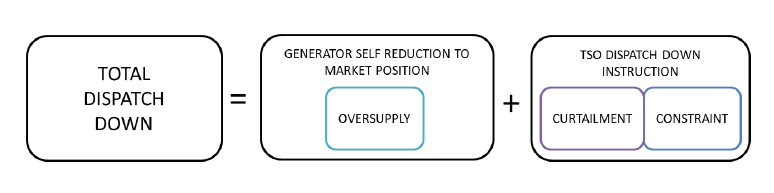 TOTAL
DISPATCH
DOWN
=
GENERATOR SELF REDUCTION TO
MARKET POSITION
OVERSUPPLY
+
TSO DISPATCH DOWN
INSTRUCTION
CURTAILMENT
CONSTRAINT